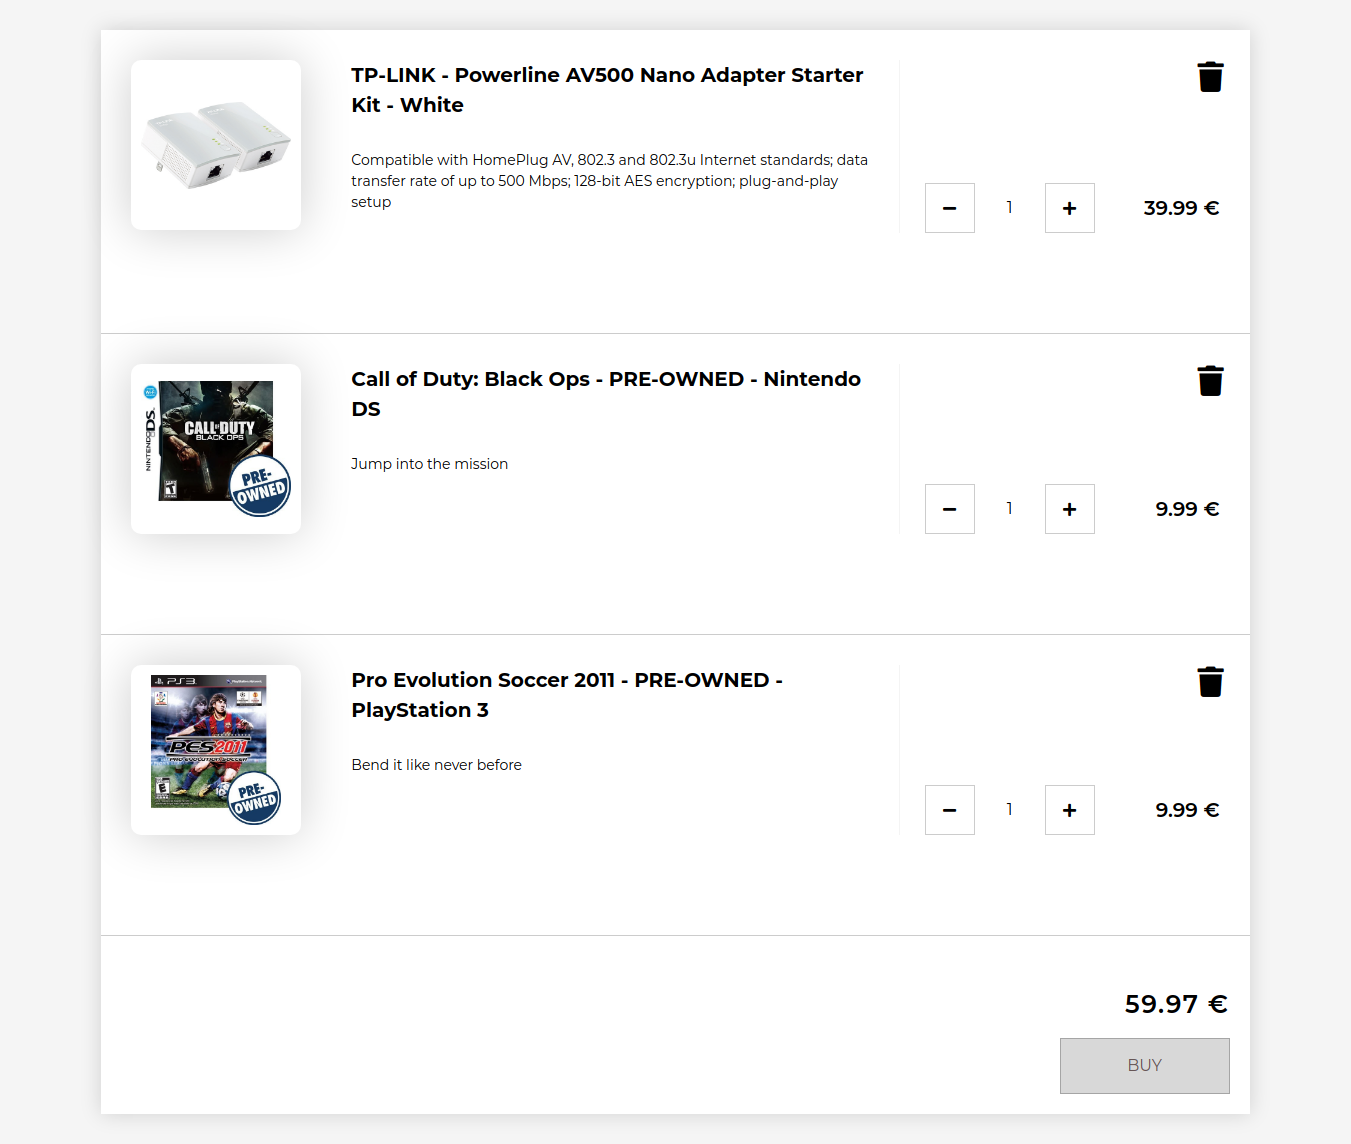 TP-LINK - Powerline AV500 Nano Adapter Starter
Kit - White
Compatible with HomePlug AV, 802.3 and 802.3u Internet standards; data
transfer rate of up to 500 Mbps; 128-bit AES encryption; plug-and-play
setup
− 1 + 39.99 €
NINTENDO DS
CALL OF DUTY
BLACK OPS
PRE-
OWNED
Call of Duty: Black Ops - PRE-OWNED - Nintendo
DS
Jump into the mission
− 1 + 9.99 €
PS3
PES2011
PRO EVOLUTION SOCCER
E
PRE-
OWNED
Pro Evolution Soccer 2011 - PRE-OWNED -
PlayStation 3
Bend it like never before
− 1 + 9.99 €
59.97 €
BUY